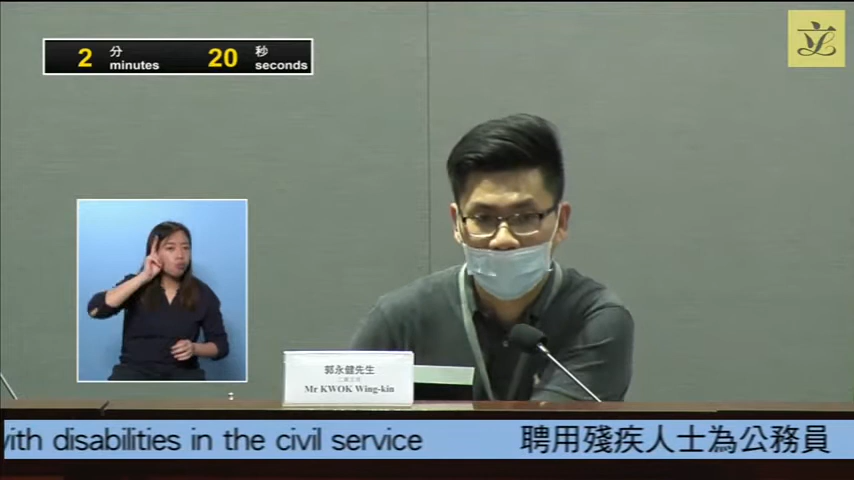 2 分 minutes 20 秒 seconds
郭永健先生
Mr KWOK Wing-kin
with disabilities in the civil service 聘用殘疾人士為公務員